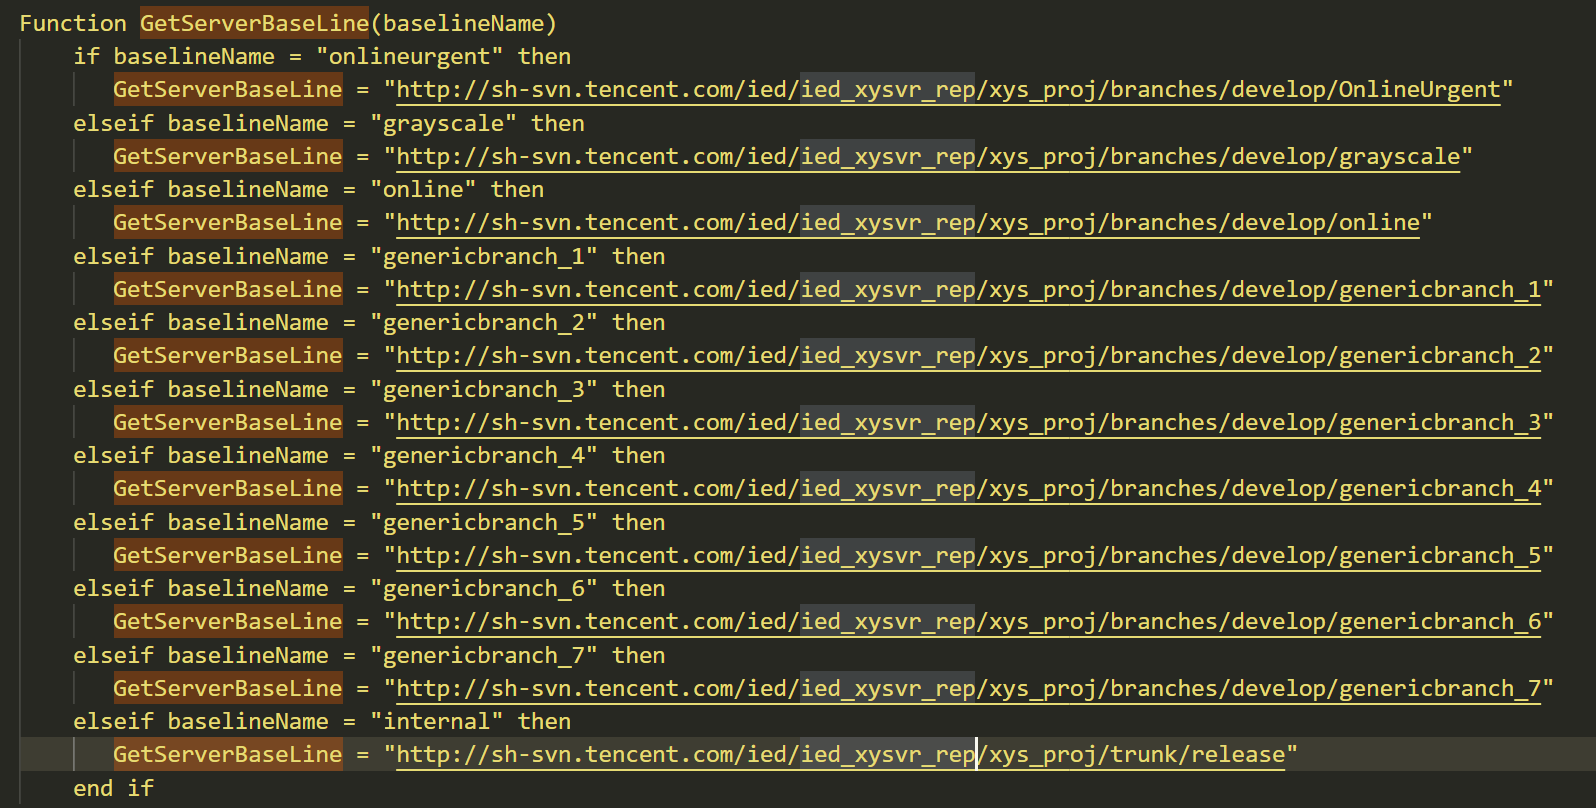 Function GetServerBaseLine(baselineName)
if baselineName = "onlineurgent" then
GetServerBaseLine = "http://sh-svn.tencent.com/ied/ied_xysvr_rep/xys_proj/branches/develop/OnlineUrgent"
elseif baselineName = "grayscale" then
GetServerBaseLine = "http://sh-svn.tencent.com/ied/ied_xysvr_rep/xys_proj/branches/develop/grayscale"
elseif baselineName = "online" then
GetServerBaseLine = "http://sh-svn.tencent.com/ied/ied_xysvr_rep/xys_proj/branches/develop/online"
elseif baselineName = "genericbranch_1" then
GetServerBaseLine = "http://sh-svn.tencent.com/ied/ied_xysvr_rep/xys_proj/branches/develop/genericbranch_1"
elseif baselineName = "genericbranch_2" then
GetServerBaseLine = "http://sh-svn.tencent.com/ied/ied_xysvr_rep/xys_proj/branches/develop/genericbranch_2"
elseif baselineName = "genericbranch_3" then
GetServerBaseLine = "http://sh-svn.tencent.com/ied/ied_xysvr_rep/xys_proj/branches/develop/genericbranch_3"
elseif baselineName = "genericbranch_4" then
GetServerBaseLine = "http://sh-svn.tencent.com/ied/ied_xysvr_rep/xys_proj/branches/develop/genericbranch_4"
elseif baselineName = "genericbranch_5" then
GetServerBaseLine = "http://sh-svn.tencent.com/ied/ied_xysvr_rep/xys_proj/branches/develop/genericbranch_5"
elseif baselineName = "genericbranch_6" then
GetServerBaseLine = "http://sh-svn.tencent.com/ied/ied_xysvr_rep/xys_proj/branches/develop/genericbranch_6"
elseif baselineName = "genericbranch_7" then
GetServerBaseLine = "http://sh-svn.tencent.com/ied/ied_xysvr_rep/xys_proj/branches/develop/genericbranch_7"
elseif baselineName = "internal" then
GetServerBaseLine = "http://sh-svn.tencent.com/ied/ied_xysvr_rep/xys_proj/trunk/release"
end if